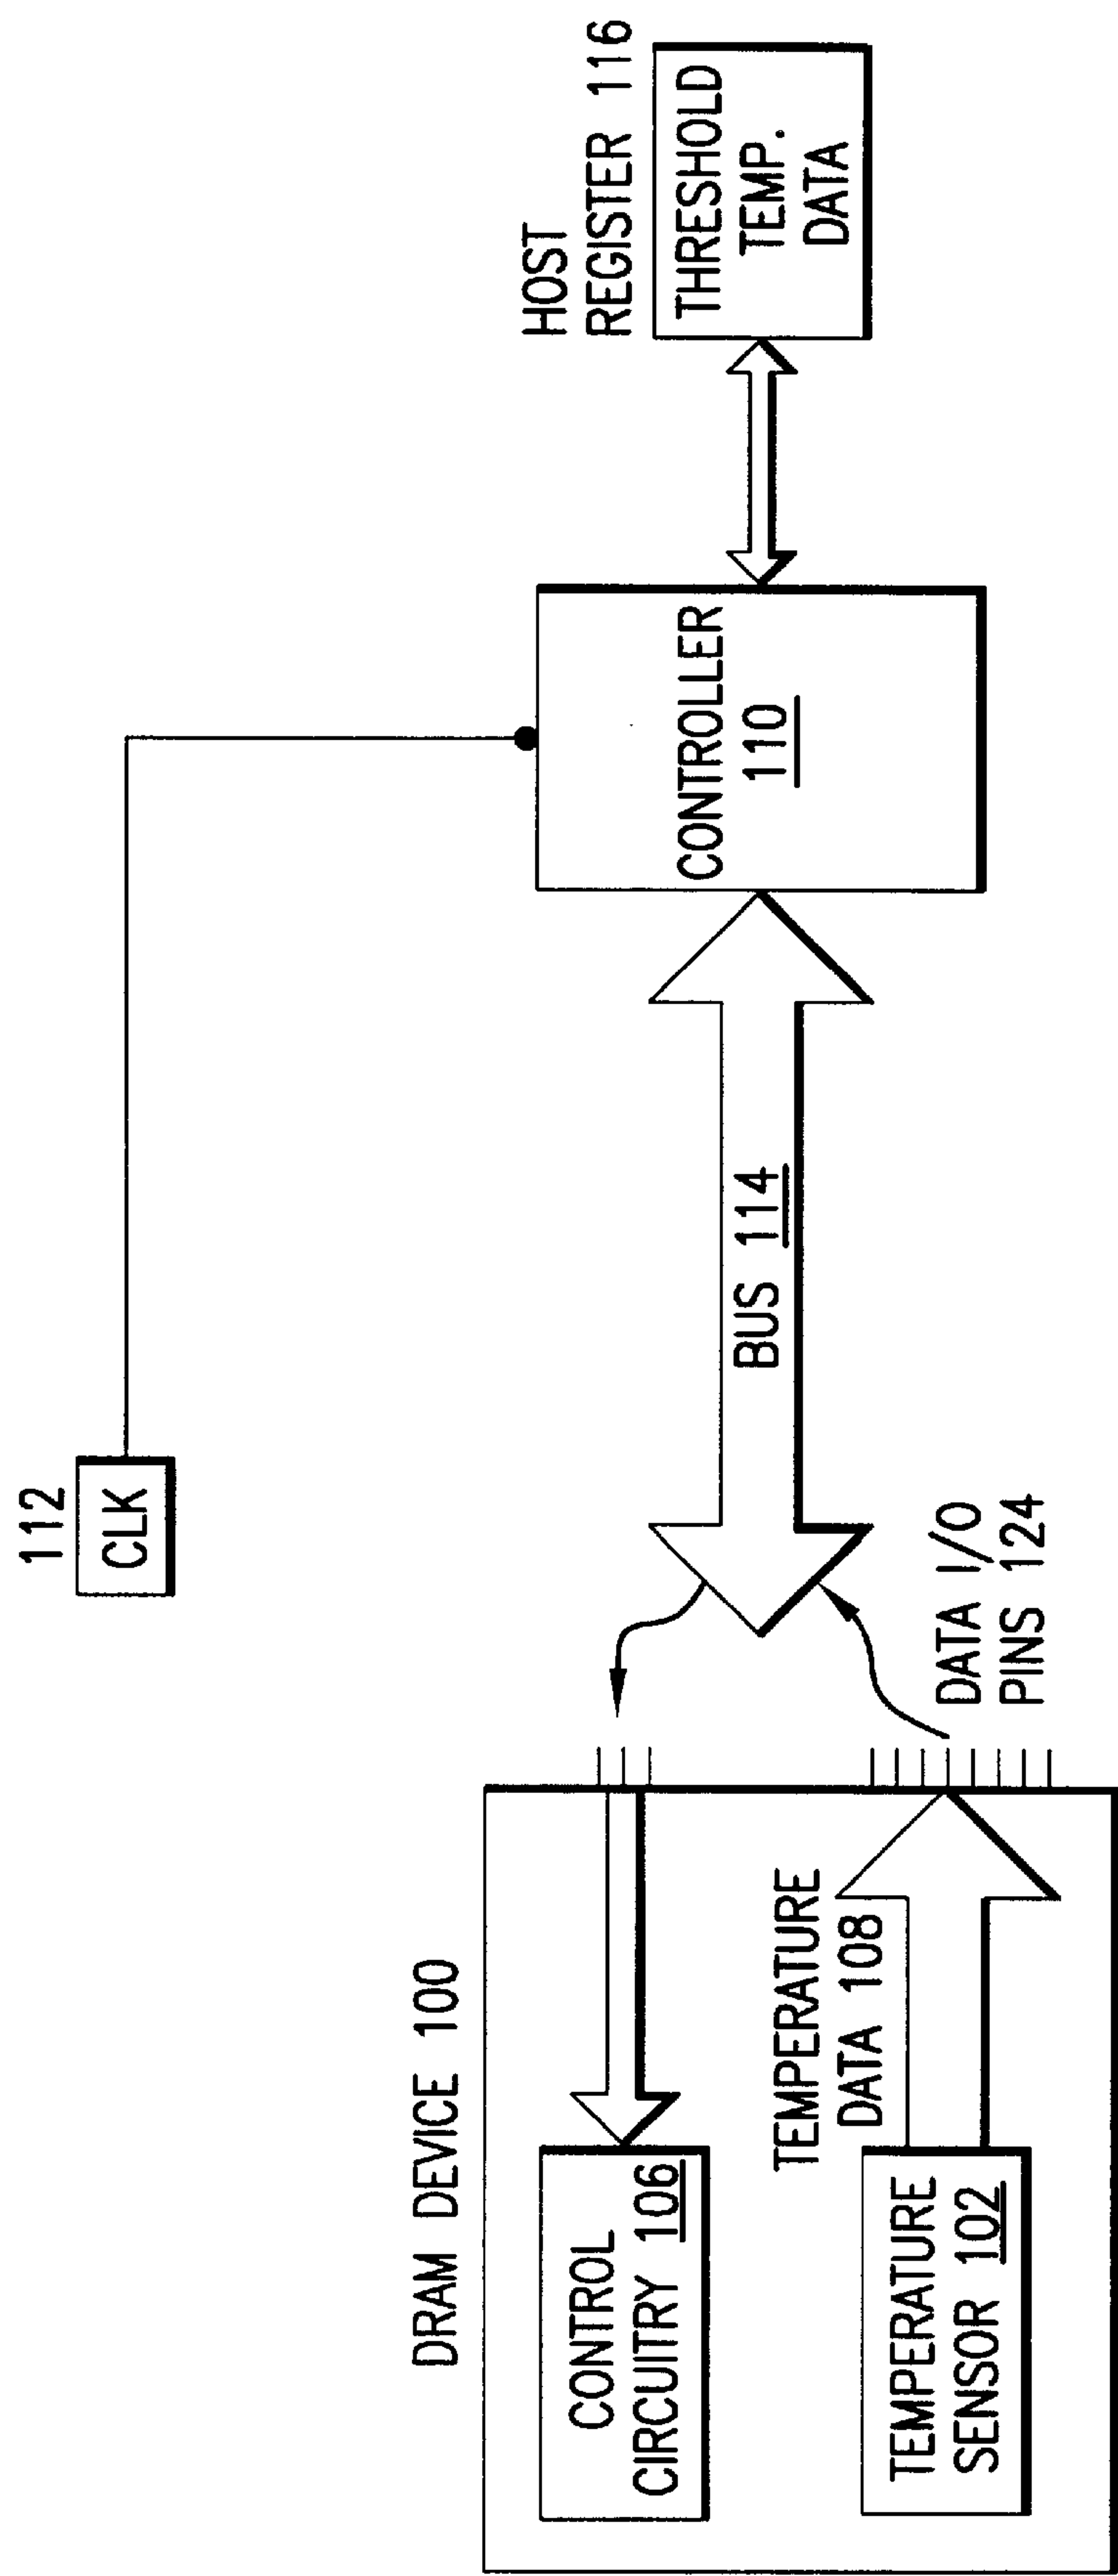 112
CLK
DRAM DEVICE 100
CONTROL
CIRCUITRY 106
TEMPERATURE
DATA 108
TEMPERATURE
SENSOR 102
DATA I/O
PINS 124
BUS 114
CONTROLLER
110
HOST
REGISTER 116
THRESHOLD
TEMP.
DATA